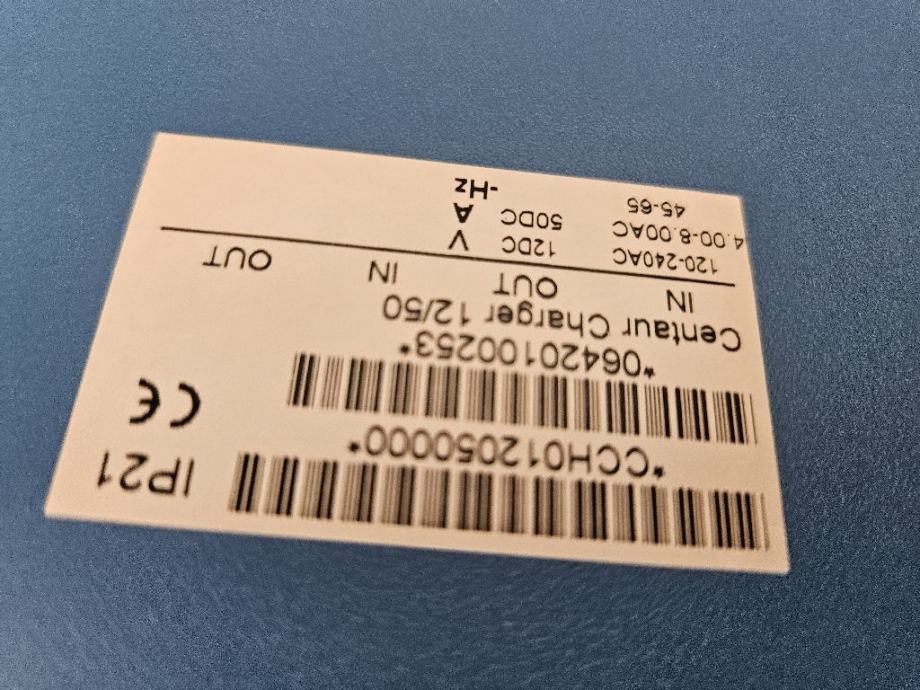 *CCH012050000*
IP21
*06420100253*
Centaur Charger 12/50
IN OUT IN OUT
120-240AC 12DC V
4.00-8.00AC 50DC A
45-65 -Hz
CE